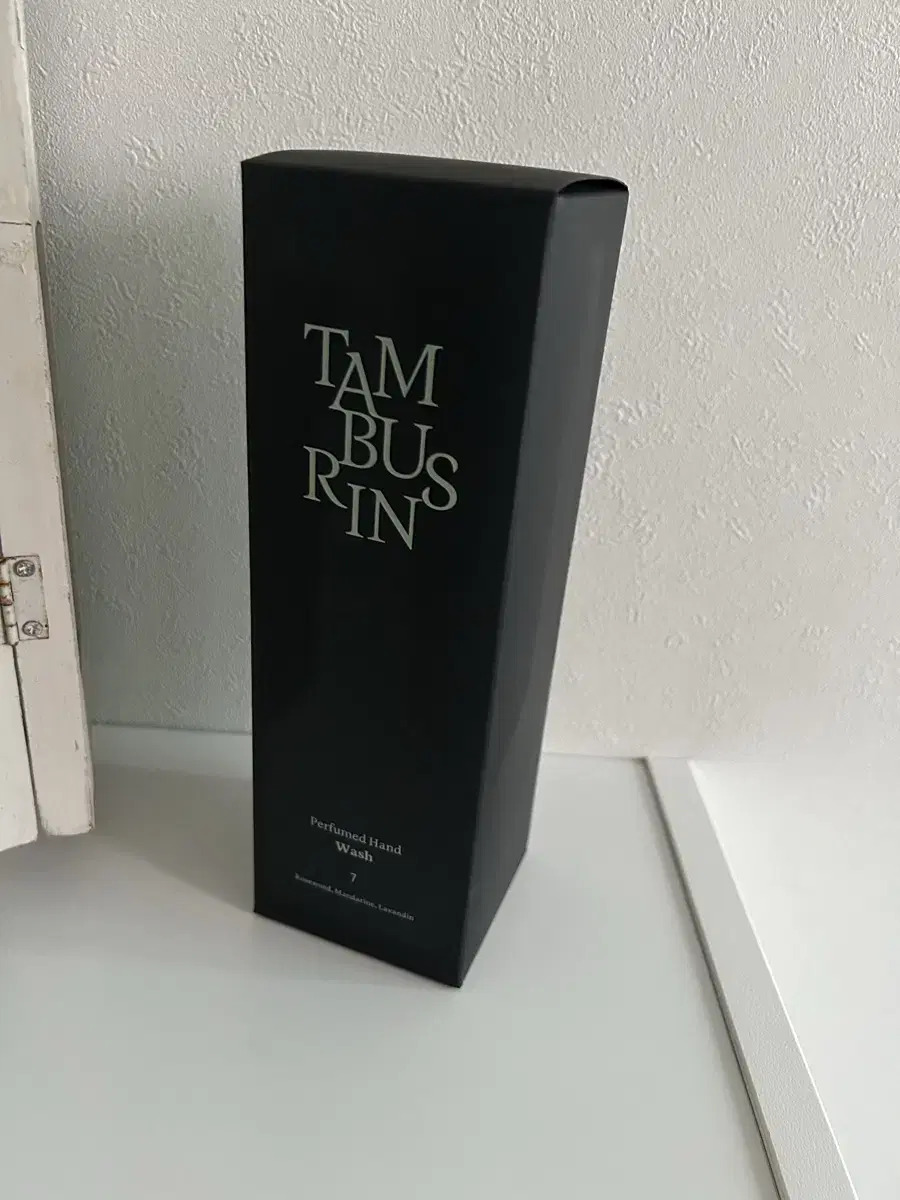 TAM
BUS
RIN
Perfumed Hand
Wash
7
Rosewood, Mandarine, Lavandin